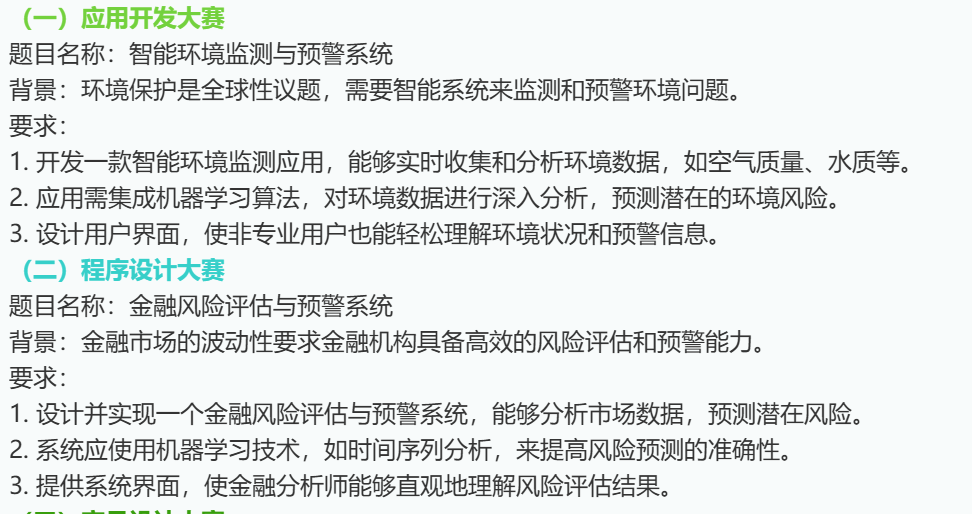 （一）应用开发大赛
题目名称：智能环境监测与预警系统
背景：环境保护是全球性议题，需要智能系统来监测和预警环境问题。
要求：
1. 开发一款智能环境监测应用，能够实时收集和分析环境数据，如空气质量、水质等。
2. 应用需集成机器学习算法，对环境数据进行深入分析，预测潜在的环境风险。
3. 设计用户界面，使非专业用户也能轻松理解环境状况和预警信息。
（二）程序设计大赛
题目名称：金融风险评估与预警系统
背景：金融市场的波动性要求金融机构具备高效的风险评估和预警能力。
要求：
1. 设计并实现一个金融风险评估与预警系统，能够分析市场数据，预测潜在风险。
2. 系统应使用机器学习技术，如时间序列分析，来提高风险预测的准确性。
3. 提供系统界面，使金融分析师能够直观地理解风险评估结果。